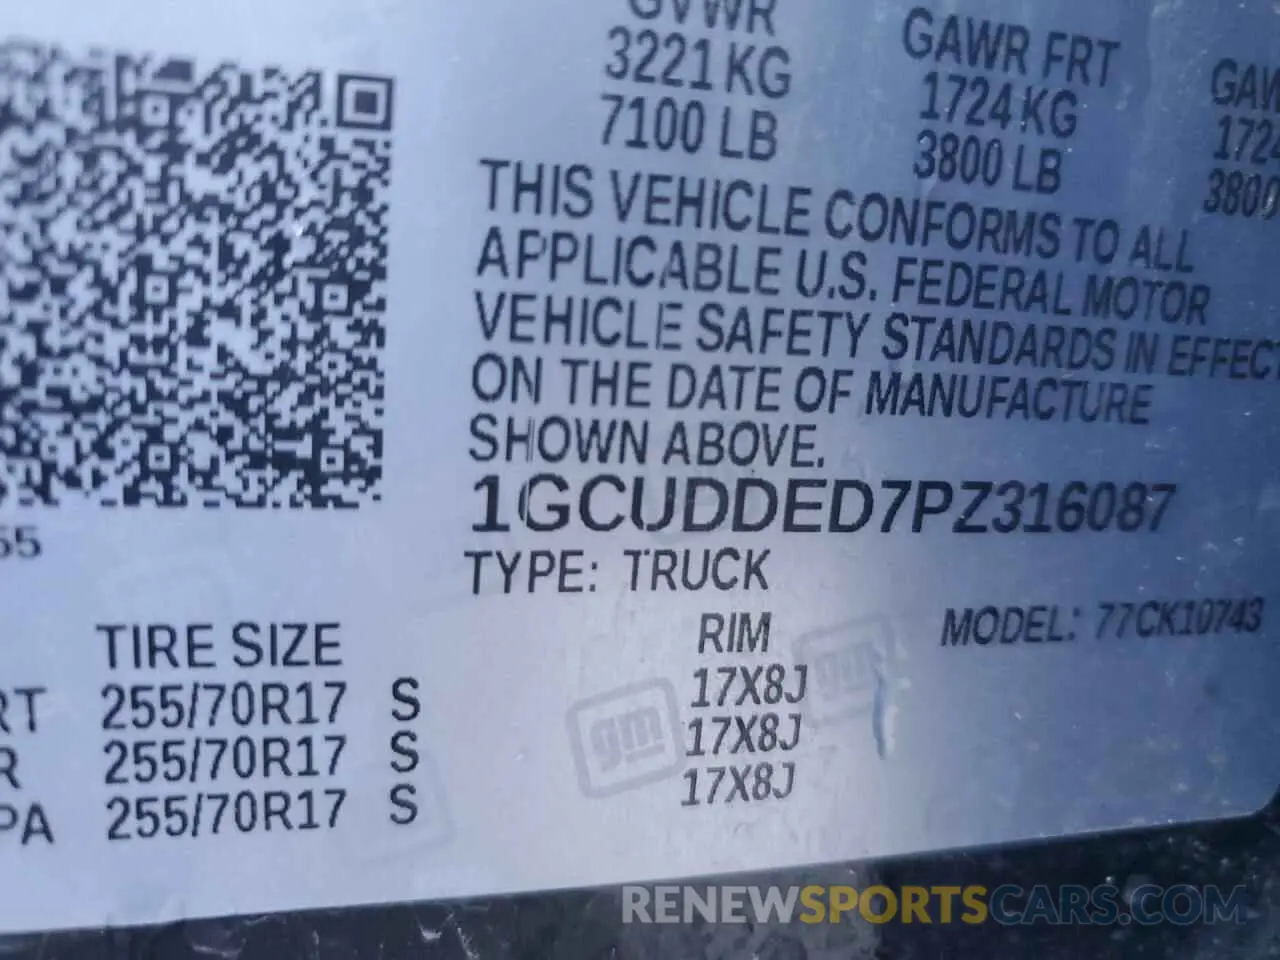 GVWR GAWR FRT
3221 KG 1724 KG
7100 LB 3800 LB
THIS VEHICLE CONFORMS TO ALL
APPLICABLE U.S. FEDERAL MOTOR
VEHICLE SAFETY STANDARDS IN EFFECT
ON THE DATE OF MANUFACTURE
SHOWN ABOVE.
1GCUDDED7PZ316087
TYPE: TRUCK
MODEL: 77CK10743
TIRE SIZE RIM
255/70R17 S 17X8J
255/70R17 S 17X8J
255/70R17 S 17X8J
gm
gm
RENEWSPORTSCARS.COM